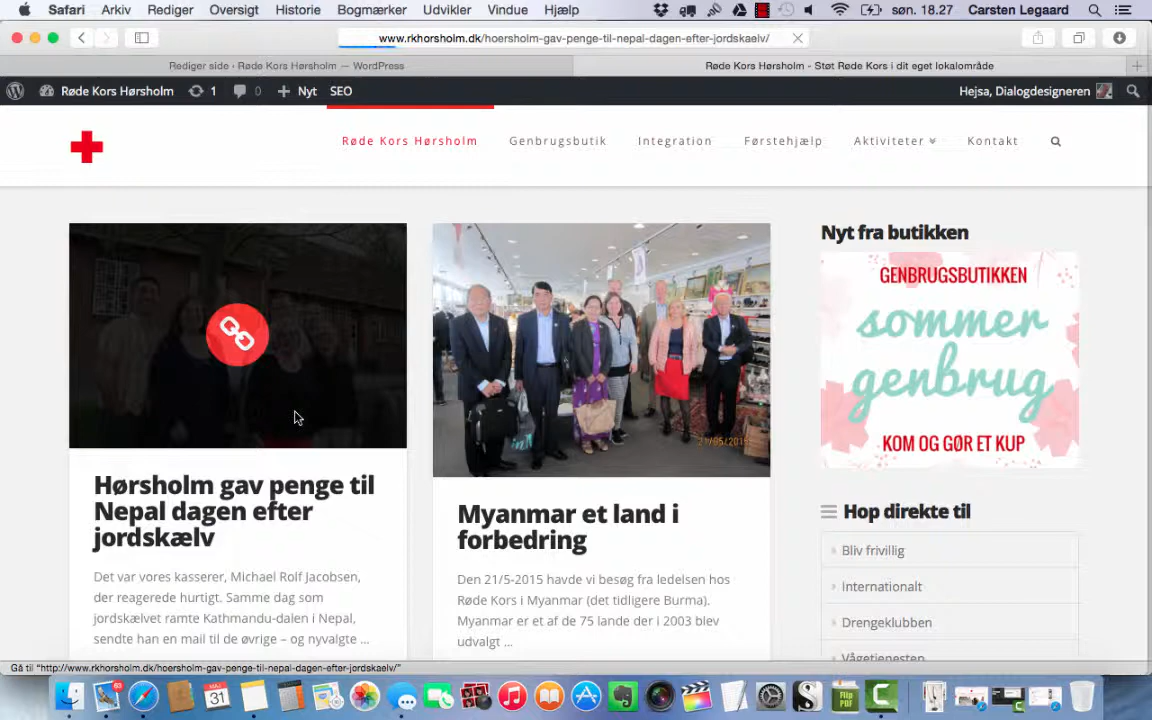 Safari Arkiv Rediger Oversigt Historie Bogmærker Udvikler Vindue Hjælp søn. 18.27 Carsten Legaard
www.rkhorsholm.dk/hoersholm-gav-penge-til-nepal-dagen-efter-jordskaelv/
Rediger side ‹ Røde Kors Hørsholm — WordPress
Røde Kors Hørsholm - Støt Røde Kors i dit eget lokalområde
Røde Kors Hørsholm 1 0 Nyt SEO Hejsa, Dialogdesigneren
Røde Kors Hørsholm Genbrugsbutik Integration Førstehjælp Aktiviteter Kontakt
Hørsholm gav penge til
Nepal dagen efter
jordskælv
Det var vores kasserer, Michael Rolf Jacobsen,
der reagerede hurtigt. Samme dag som
jordskælvet ramte Kathmandu-dalen i Nepal,
sendte han en mail til de øvrige – og nyvalgte ...
21/05/2015
Myanmar et land i
forbedring
Den 21/5-2015 havde vi besøg fra ledelsen hos
Røde Kors i Myanmar (det tidligere Burma).
Myanmar er et af de 75 lande der i 2003 blev
udvalgt ...
Nyt fra butikken
GENBRUGSBUTIKKEN
sommer
genbrug
KOM OG GØR ET KUP
Hop direkte til
Bliv frivillig
Internationalt
Drengeklubben
Vågetjenesten
Gå til "http://www.rkhorsholm.dk/hoersholm-gav-penge-til-nepal-dagen-efter-jordskaelv/"
31
Flip
PDF